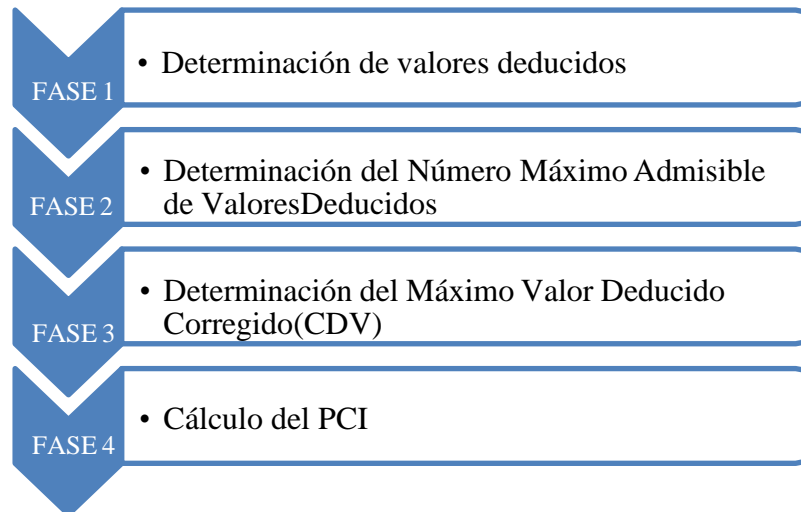 FASE 1
• Determinación de valores deducidos
FASE 2
• Determinación del Número Máximo Admisible
de ValoresDeducidos
FASE 3
• Determinación del Máximo Valor Deducido
Corregido(CDV)
FASE 4
• Cálculo del PCI